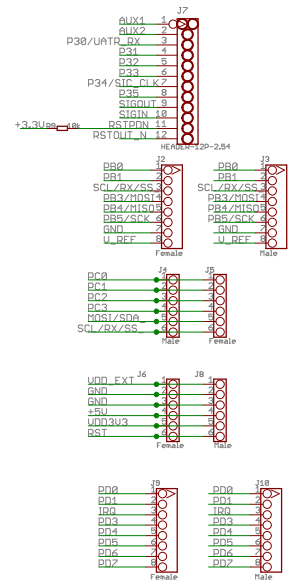 J7
AUX1 1
AUX2 2
P30/UATR_RX 3
P31 4
P32 5
P33 6
P34/SIC_CLK 7
P35 8
SIGOUT 9
SIGIN 10
+3.3V R9 10k RSTPDN 11
RSTOUT_N 12
HEADER-12P-2.54
J2 J3
PB0 1 PB0 1
PB1 2 PB1 2
SCL/RX/SS 3 SCL/RX/SS 3
PB3/MOSI 4 PB3/MOSI 4
PB4/MISO 5 PB4/MISO 5
PB5/SCK 6 PB5/SCK 6
GND 7 GND 7
V_REF 8 V_REF 8
Female Male
J4 J5
PC0 1 1
PC1 2 2
PC2 3 3
PC3 4 4
MOSI/SDA 5 5
SCL/RX/SS 6 6
Male Female
J6 J8
VDD_EXT 1 1
GND 2 2
GND 3 3
+5V 4 4
VDD3V3 5 5
RST 6 6
Female Male
J9 J10
PD0 1 PD0 1
PD1 2 PD1 2
IRQ 3 IRQ 3
PD3 4 PD3 4
PD4 5 PD4 5
PD5 6 PD5 6
PD6 7 PD6 7
PD7 8 PD7 8
Female Male